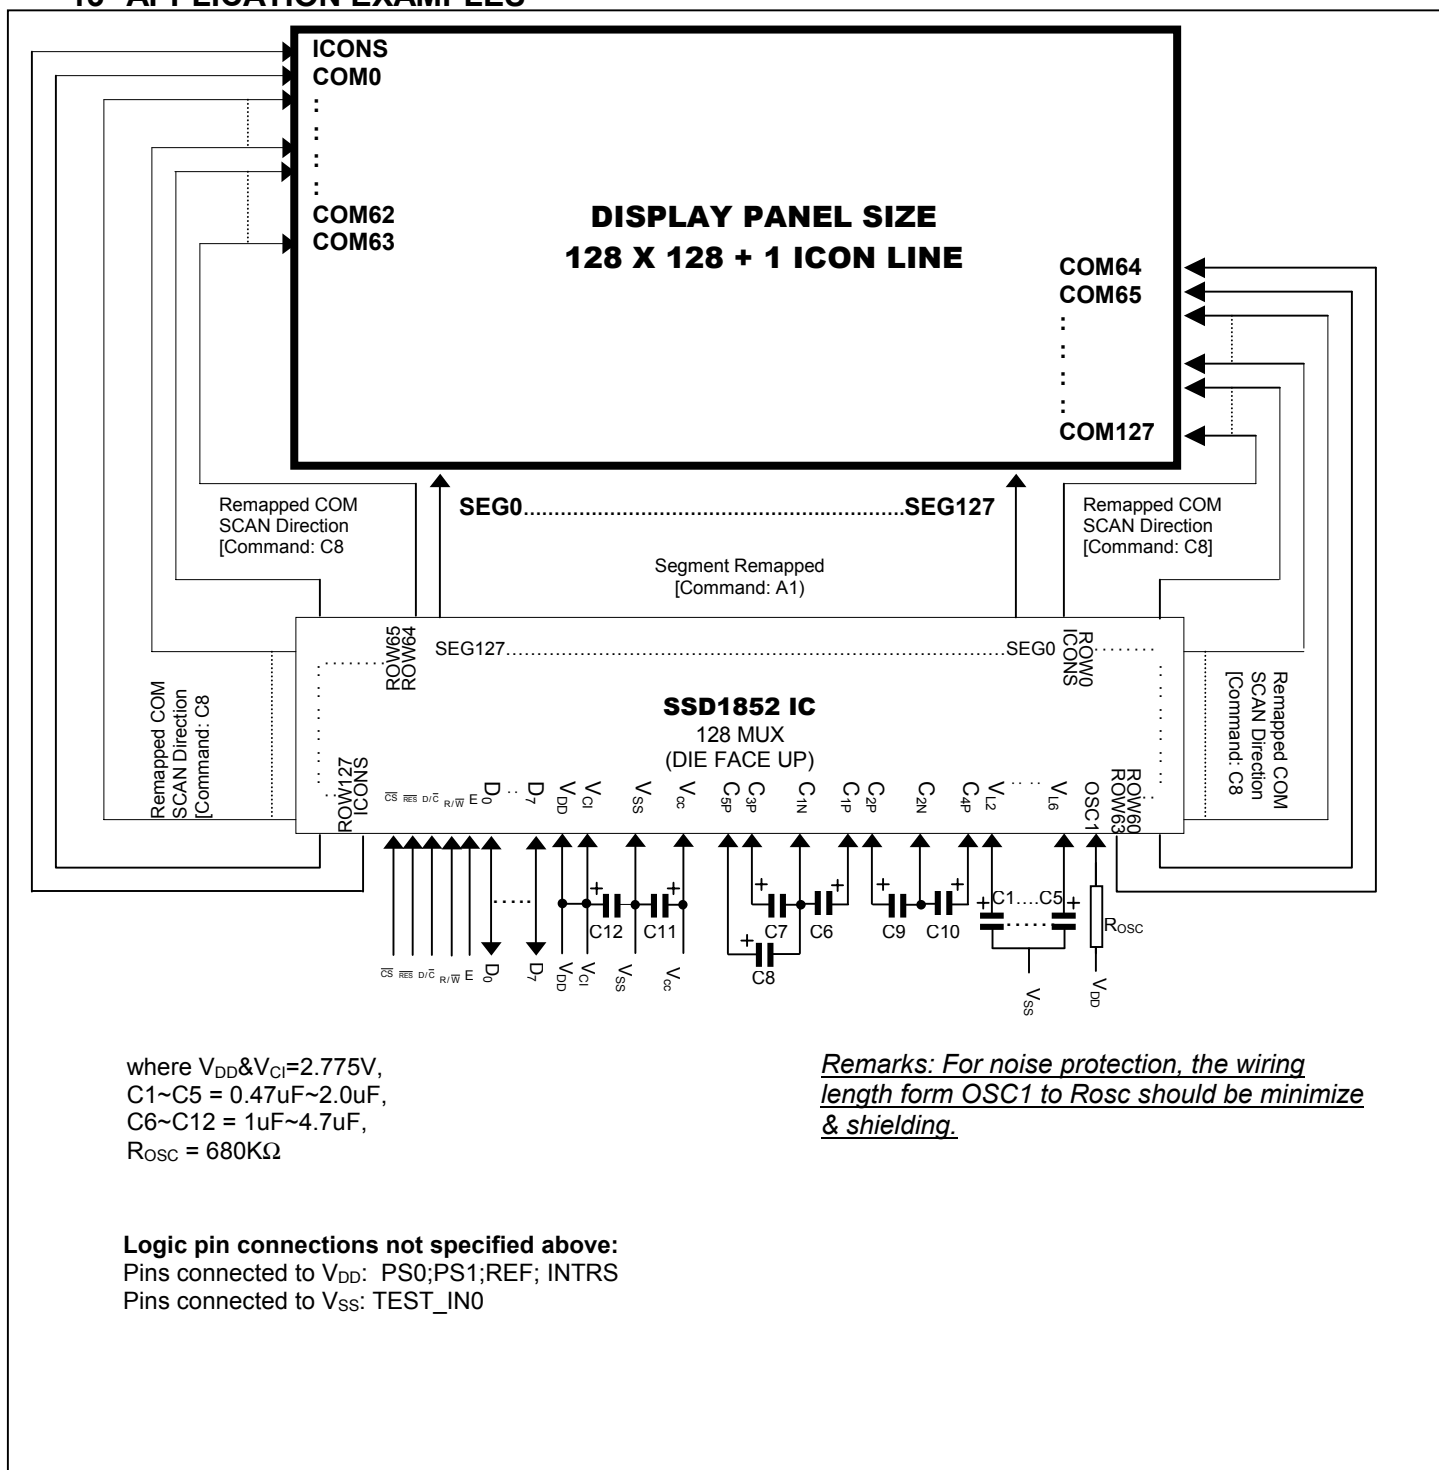 APPLICATION EXAMPLES
ICONS
COM0
:
:
:
:
COM62
COM63
DISPLAY PANEL SIZE
128 X 128 + 1 ICON LINE
COM64
COM65
:
:
:
:
COM127
SEG0..........................................................SEG127
Remapped COM
SCAN Direction
[Command: C8
Segment Remapped
[Command: A1)
Remapped COM
SCAN Direction
[Command: C8]
ROW65
ROW64
SEG127..........................................................SEG0
ICONS
ROW0
Remapped COM
SCAN Direction
[Command: C8
ROW127
ICONS
SSD1852 IC
128 MUX
(DIE FACE UP)
Remapped COM
SCAN Direction
[Command: C8
CS RES D/C R/W E D0 .. D7 VDD VCI VSS Vcc C5P C3P C1N C1P C2P C2N C4P VL2 ..... VL6 OSC1 ROW63 ROW60
+ C12 C11 + + C7 C6 + + C9 C10 + + C1....C5 +
+ C8
ROSC
CS RES D/C R/W E D0 D7 VDD VCI VSS Vcc VSS VDD
where VDD&VCI=2.775V,
C1~C5 = 0.47uF~2.0uF,
C6~C12 = 1uF~4.7uF,
ROSC = 680KΩ
Remarks: For noise protection, the wiring
length form OSC1 to Rosc should be minimize
& shielding.
Logic pin connections not specified above:
Pins connected to VDD: PS0;PS1;REF; INTRS
Pins connected to VSS: TEST_IN0